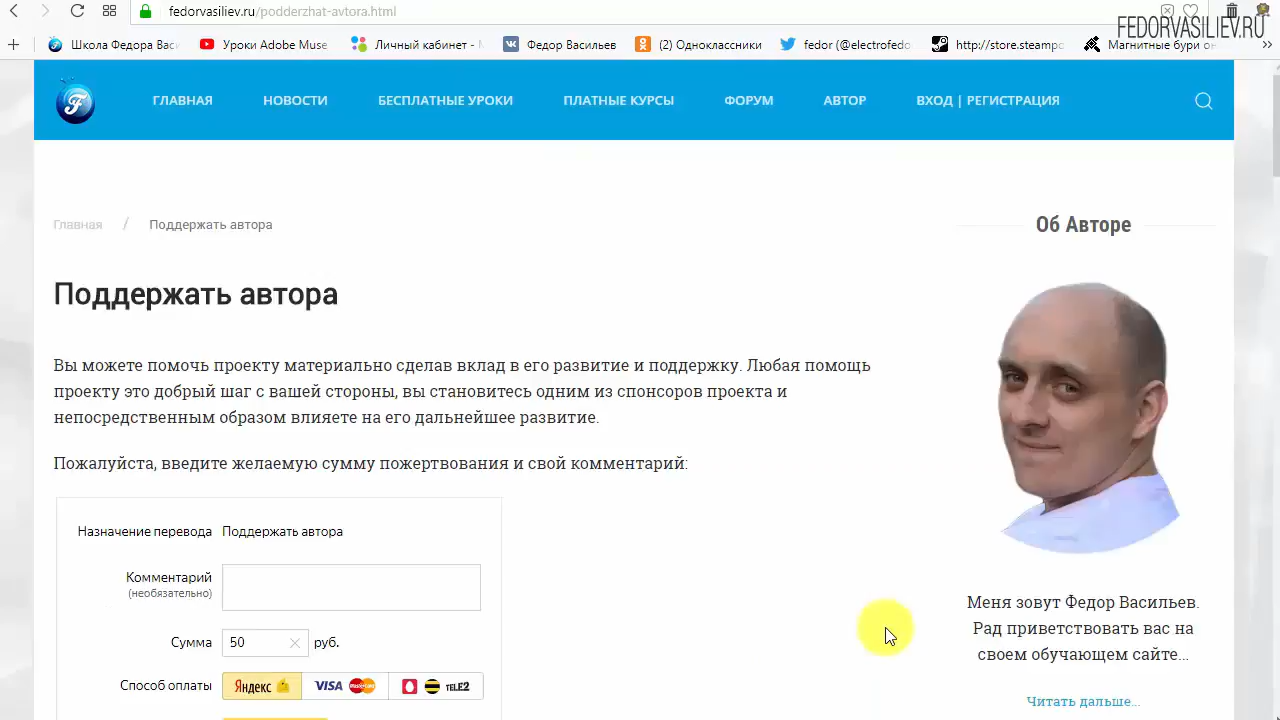 fedorvasiliev.ru/podderzhat-avtora.html
FEDORVASILIEV.RU
Школа Федора Васи
Уроки Adobe Muse
Личный кабинет - М
Федор Васильев
(2) Одноклассники
fedor (@electrofedo
http://store.steampo
Магнитные бури он
ГЛАВНАЯ
НОВОСТИ
БЕСПЛАТНЫЕ УРОКИ
ПЛАТНЫЕ КУРСЫ
ФОРУМ
АВТОР
ВХОД | РЕГИСТРАЦИЯ
Главная / Поддержать автора
Поддержать автора
Вы можете помочь проекту материально сделав вклад в его развитие и поддержку. Любая помощь
проекту это добрый шаг с вашей стороны, вы становитесь одним из спонсоров проекта и
непосредственным образом влияете на его дальнейшее развитие.
Пожалуйста, введите желаемую сумму пожертвования и свой комментарий:
Назначение перевода Поддержать автора
Комментарий
(необязательно)
Сумма 50 руб.
Способ оплаты Яндекс VISA MasterCard TELE2
Об Авторе
Меня зовут Федор Васильев.
Рад приветствовать вас на
своем обучающем сайте...
Читать дальше...